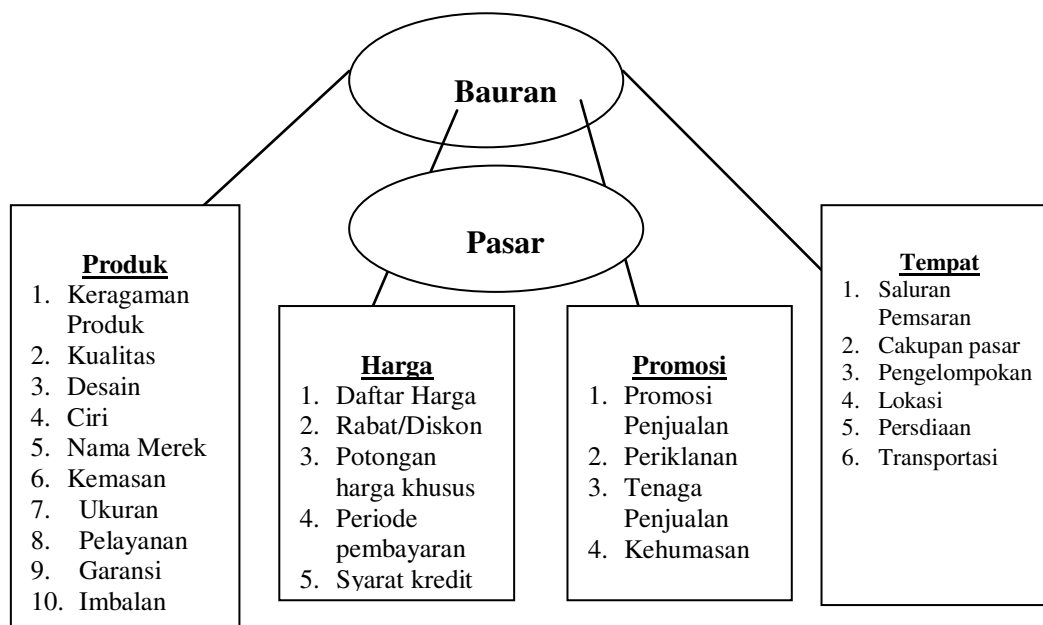 Bauran
Pasar
Produk
1. Keragaman
Produk
2. Kualitas
3. Desain
4. Ciri
5. Nama Merek
6. Kemasan
7. Ukuran
8. Pelayanan
9. Garansi
10. Imbalan
Harga
1. Daftar Harga
2. Rabat/Diskon
3. Potongan
harga khusus
4. Periode
pembayaran
5. Syarat kredit
Promosi
1. Promosi
Penjualan
2. Periklanan
3. Tenaga
Penjualan
4. Kehumasan
Tempat
1. Saluran
Pemsaran
2. Cakupan pasar
3. Pengelompokan
4. Lokasi
5. Persdiaan
6. Transportasi